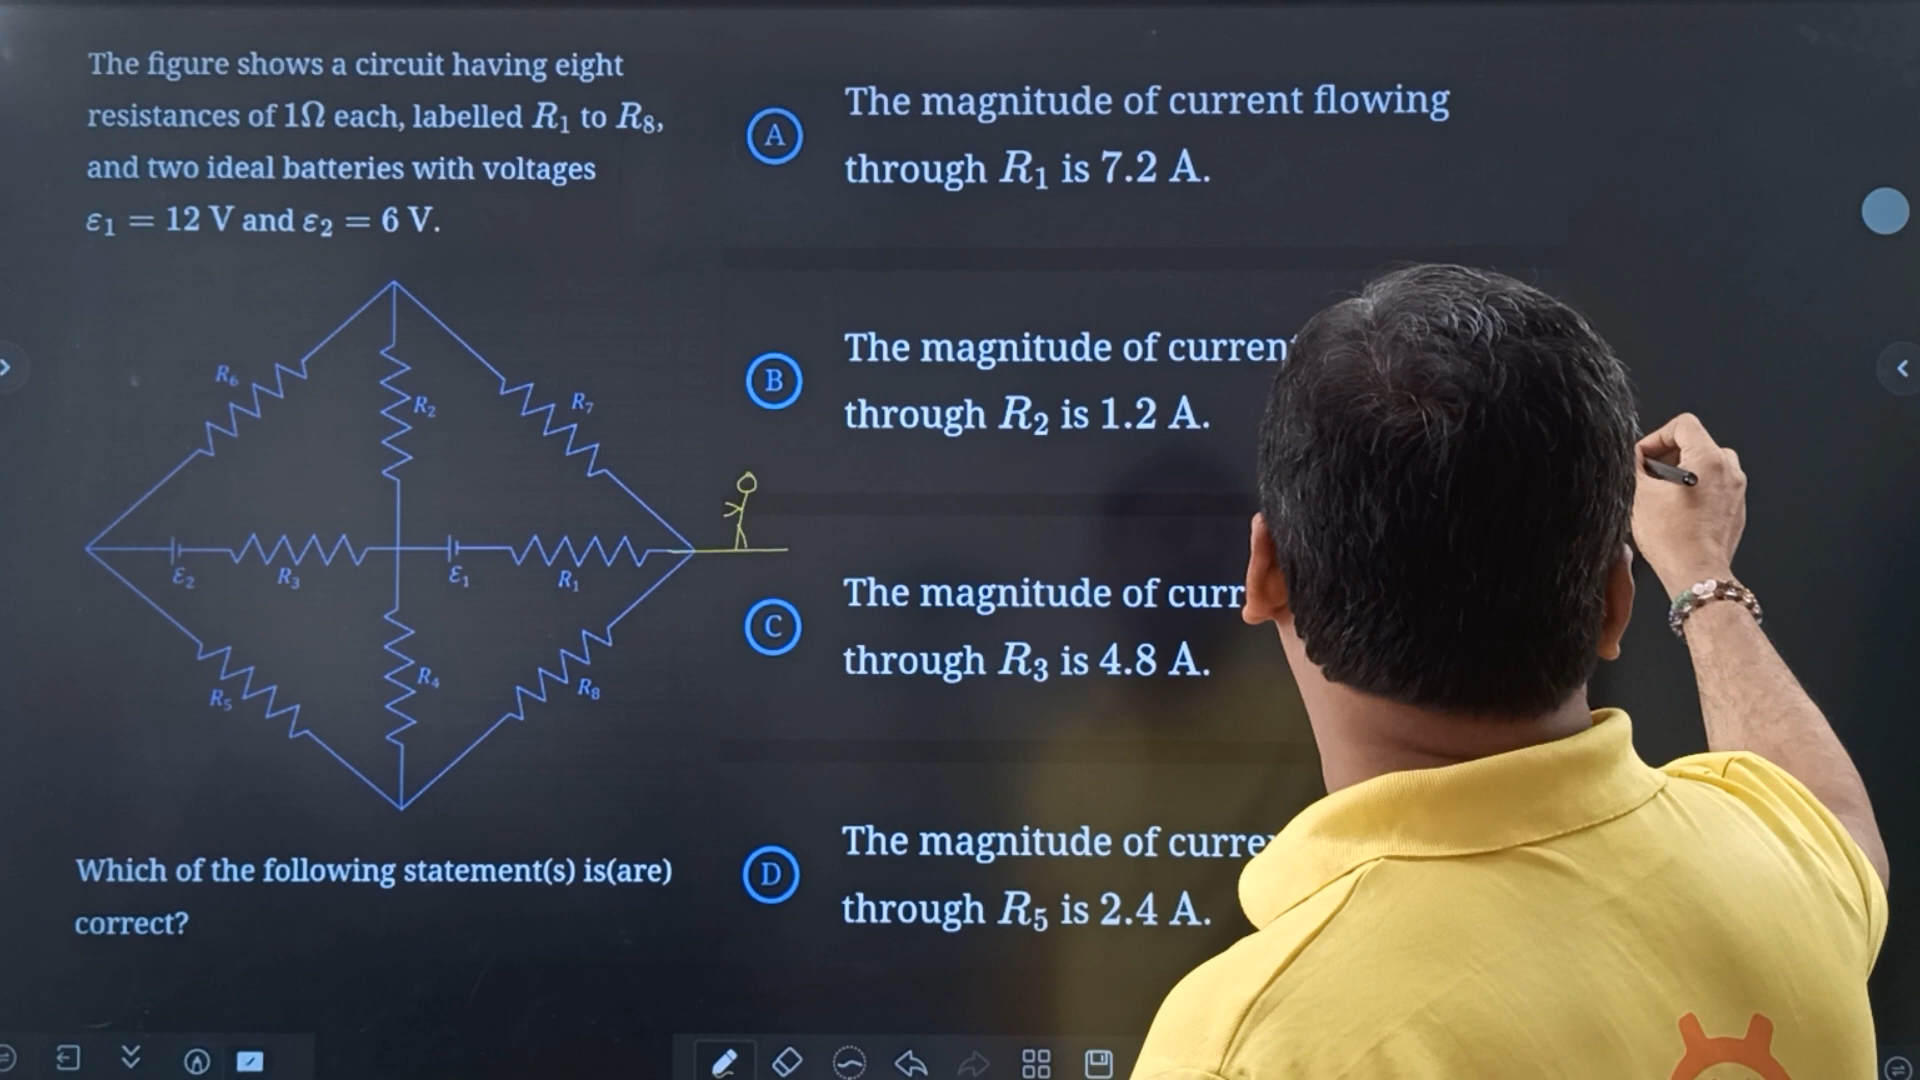 The figure shows a circuit having eight
resistances of 1Ω each, labelled R₁ to R₈,
and two ideal batteries with voltages
ε₁ = 12 V and ε₂ = 6 V.
R₆
R₂
R₇
ε₂
R₃
ε₁
R₁
R₅
R₄
R₈
Which of the following statement(s) is(are)
correct?
A
The magnitude of current flowing
through R₁ is 7.2 A.
B
The magnitude of current
through R₂ is 1.2 A.
C
The magnitude of curr
through R₃ is 4.8 A.
D
The magnitude of curre
through R₅ is 2.4 A.